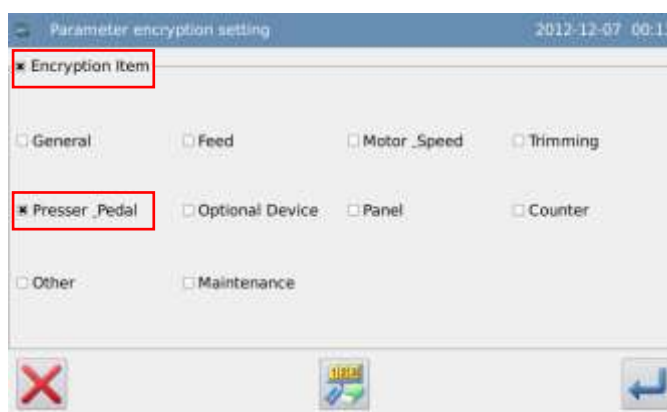 Parameter encryption setting 2012-12-07 00:1
Encryption Item
General Feed Motor _Speed Trimming
Presser _Pedal Optional Device Panel Counter
Other Maintenance